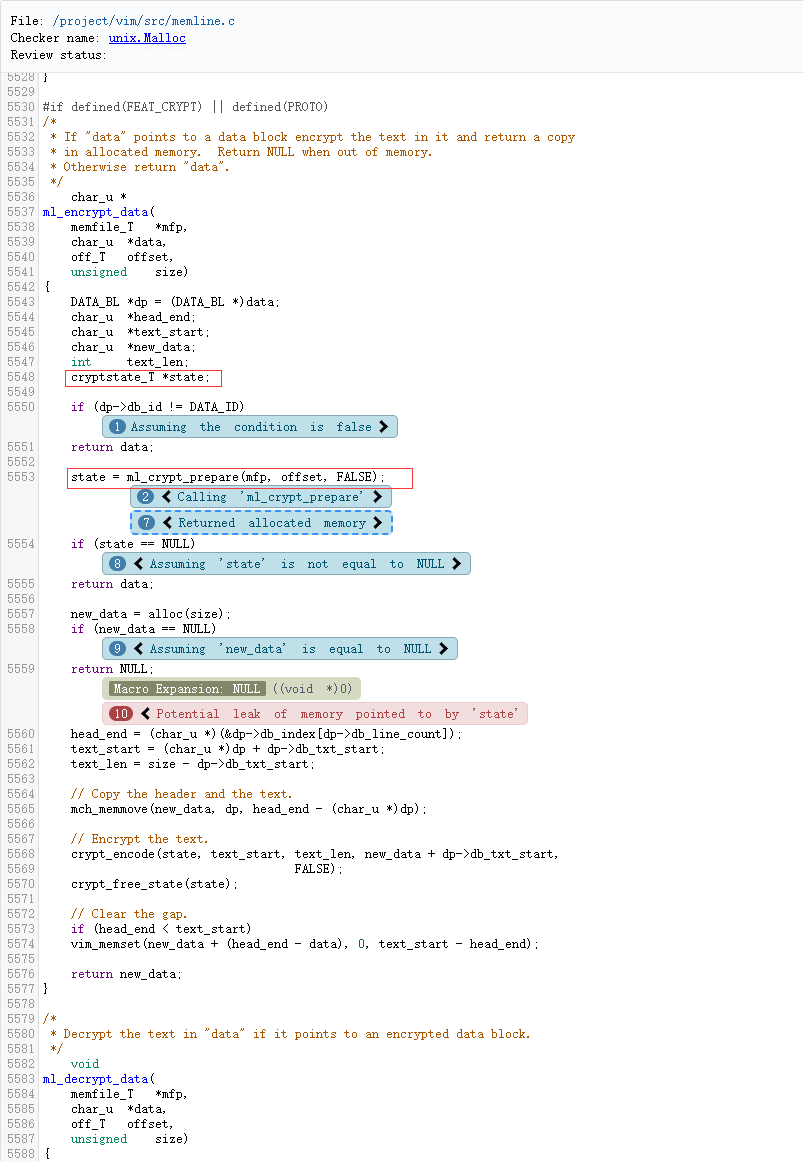 File: /project/vim/src/memline.c
Checker name: unix.Malloc
Review status:
5528 }
5529
5530 #if defined(FEAT_CRYPT) || defined(PROTO)
5531 /*
5532  * If "data" points to a data block encrypt the text in it and return a copy
5533  * in allocated memory.  Return NULL when out of memory.
5534  * Otherwise return "data".
5535  */
5536     char_u *
5537 ml_encrypt_data(
5538     memfile_T   *mfp,
5539     char_u  *data,
5540     off_T   offset,
5541     unsigned    size)
5542 {
5543     DATA_BL *dp = (DATA_BL *)data;
5544     char_u  *head_end;
5545     char_u  *text_start;
5546     char_u  *new_data;
5547     int     text_len;
5548     cryptstate_T *state;
5549
5550     if (dp->db_id != DATA_ID)
1 Assuming the condition is false >
5551     return data;
5552
5553     state = ml_crypt_prepare(mfp, offset, FALSE);
2 < Calling 'ml_crypt_prepare' >
7 < Returned allocated memory >
5554     if (state == NULL)
8 < Assuming 'state' is not equal to NULL >
5555     return data;
5556
5557     new_data = alloc(size);
5558     if (new_data == NULL)
9 < Assuming 'new_data' is equal to NULL >
5559     return NULL;
Macro Expansion: NULL ((void *)0)
10 < Potential leak of memory pointed to by 'state'
5560     head_end = (char_u *)(&dp->db_index[dp->db_line_count]);
5561     text_start = (char_u *)dp + dp->db_txt_start;
5562     text_len = size - dp->db_txt_start;
5563
5564     // Copy the header and the text.
5565     mch_memmove(new_data, dp, head_end - (char_u *)dp);
5566
5567     // Encrypt the text.
5568     crypt_encode(state, text_start, text_len, new_data + dp->db_txt_start,
5569                                     FALSE);
5570     crypt_free_state(state);
5571
5572     // Clear the gap.
5573     if (head_end < text_start)
5574     vim_memset(new_data + (head_end - data), 0, text_start - head_end);
5575
5576     return new_data;
5577 }
5578
5579 /*
5580  * Decrypt the text in "data" if it points to an encrypted data block.
5581  */
5582     void
5583 ml_decrypt_data(
5584     memfile_T   *mfp,
5585     char_u  *data,
5586     off_T   offset,
5587     unsigned    size)
5588 {